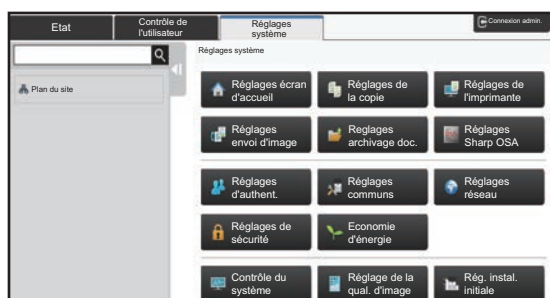 Etat
Contrôle de
l'utilisateur
Réglages
système
Connexion admin.
Réglages système
Plan du site
Réglages écran
d'accueil
Réglages de
la copie
Réglages de
l'imprimante
Réglages
envoi d'image
Reglages
archivage doc.
Réglages
Sharp OSA
Réglages
d'authent.
Réglages
communs
Réglages
réseau
Réglages de
sécurité
Economie
d'énergie
Contrôle du
système
Réglage de la
qual. d'image
Rég. instal.
initiale